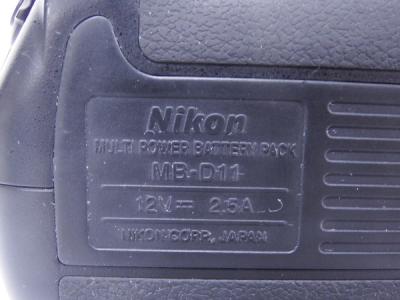 Nikon
MULTI POWER BATTERY PACK
MB-D11
12V⎓ 2.5A
NIKON CORP. JAPAN